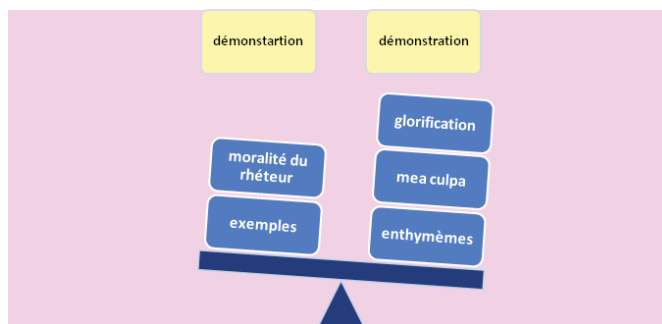 démonstartion
démonstration
glorification
moralité du
rhéteur
mea culpa
exemples
enthymèmes